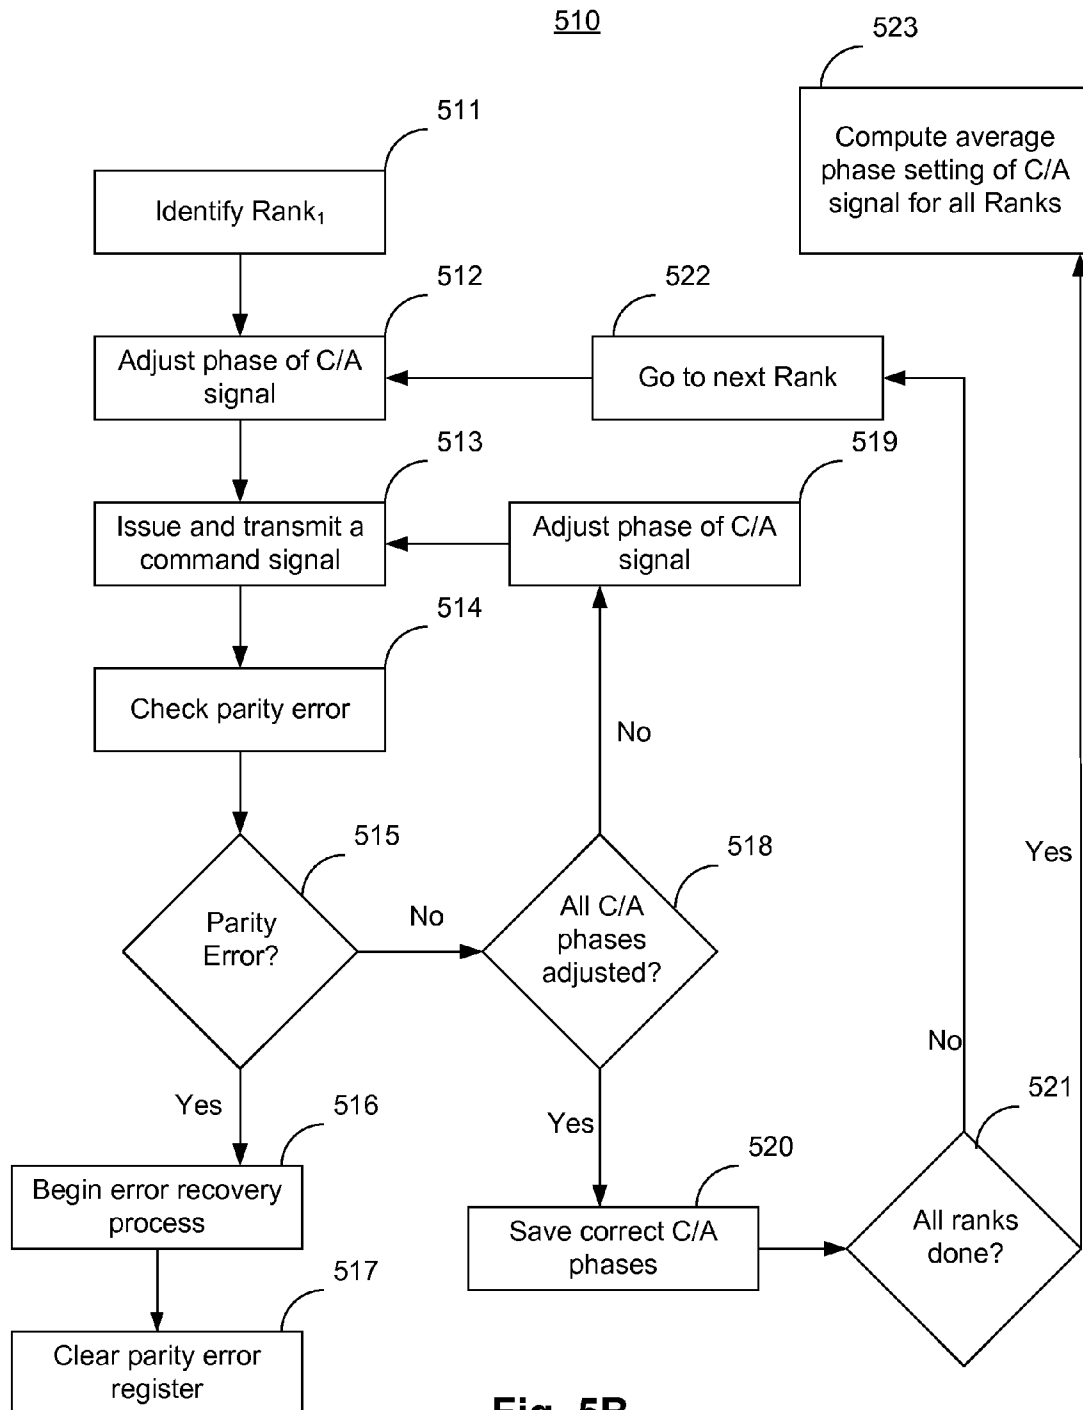 510
523
Compute average
phase setting of C/A
signal for all Ranks
511
Identify Rank₁
512
Adjust phase of C/A
signal
522
Go to next Rank
513
Issue and transmit a
command signal
519
Adjust phase of C/A
signal
514
Check parity error
No
515
Parity
Error?
No
518
All C/A
phases
adjusted?
Yes
No
Yes
516
Begin error recovery
process
Yes
520
Save correct C/A
phases
521
All ranks
done?
517
Clear parity error
register
Fig. 5B